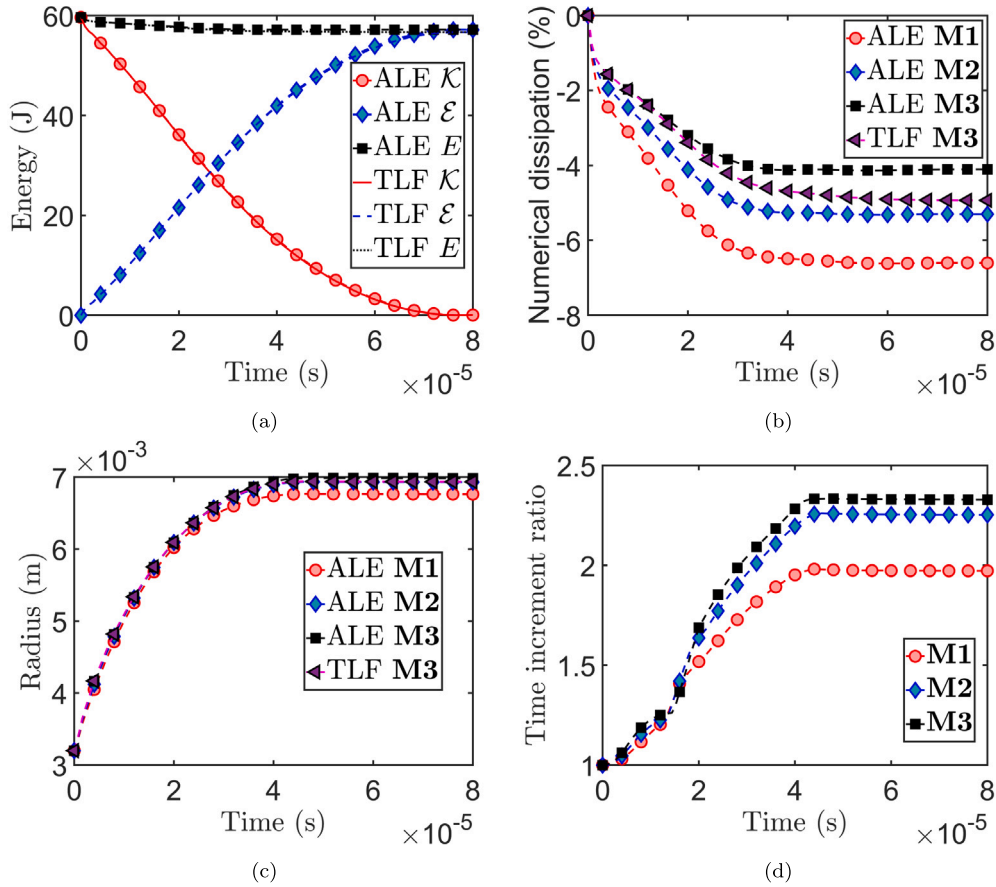 60
40
20
0
Energy (J)
ALE 𝒦
ALE ℰ
ALE E
TLF 𝒦
TLF ℰ
TLF E
0 2 4 6 8
Time (s)
×10⁻⁵
(a)
0
-2
-4
-6
-8
Numerical dissipation (%)
ALE M1
ALE M2
ALE M3
TLF M3
0 2 4 6 8
Time (s)
×10⁻⁵
(b)
×10⁻³
7
6
5
4
3
Radius (m)
ALE M1
ALE M2
ALE M3
TLF M3
0 2 4 6 8
Time (s)
×10⁻⁵
(c)
2.5
2
1.5
1
Time increment ratio
M1
M2
M3
0 2 4 6 8
Time (s)
×10⁻⁵
(d)